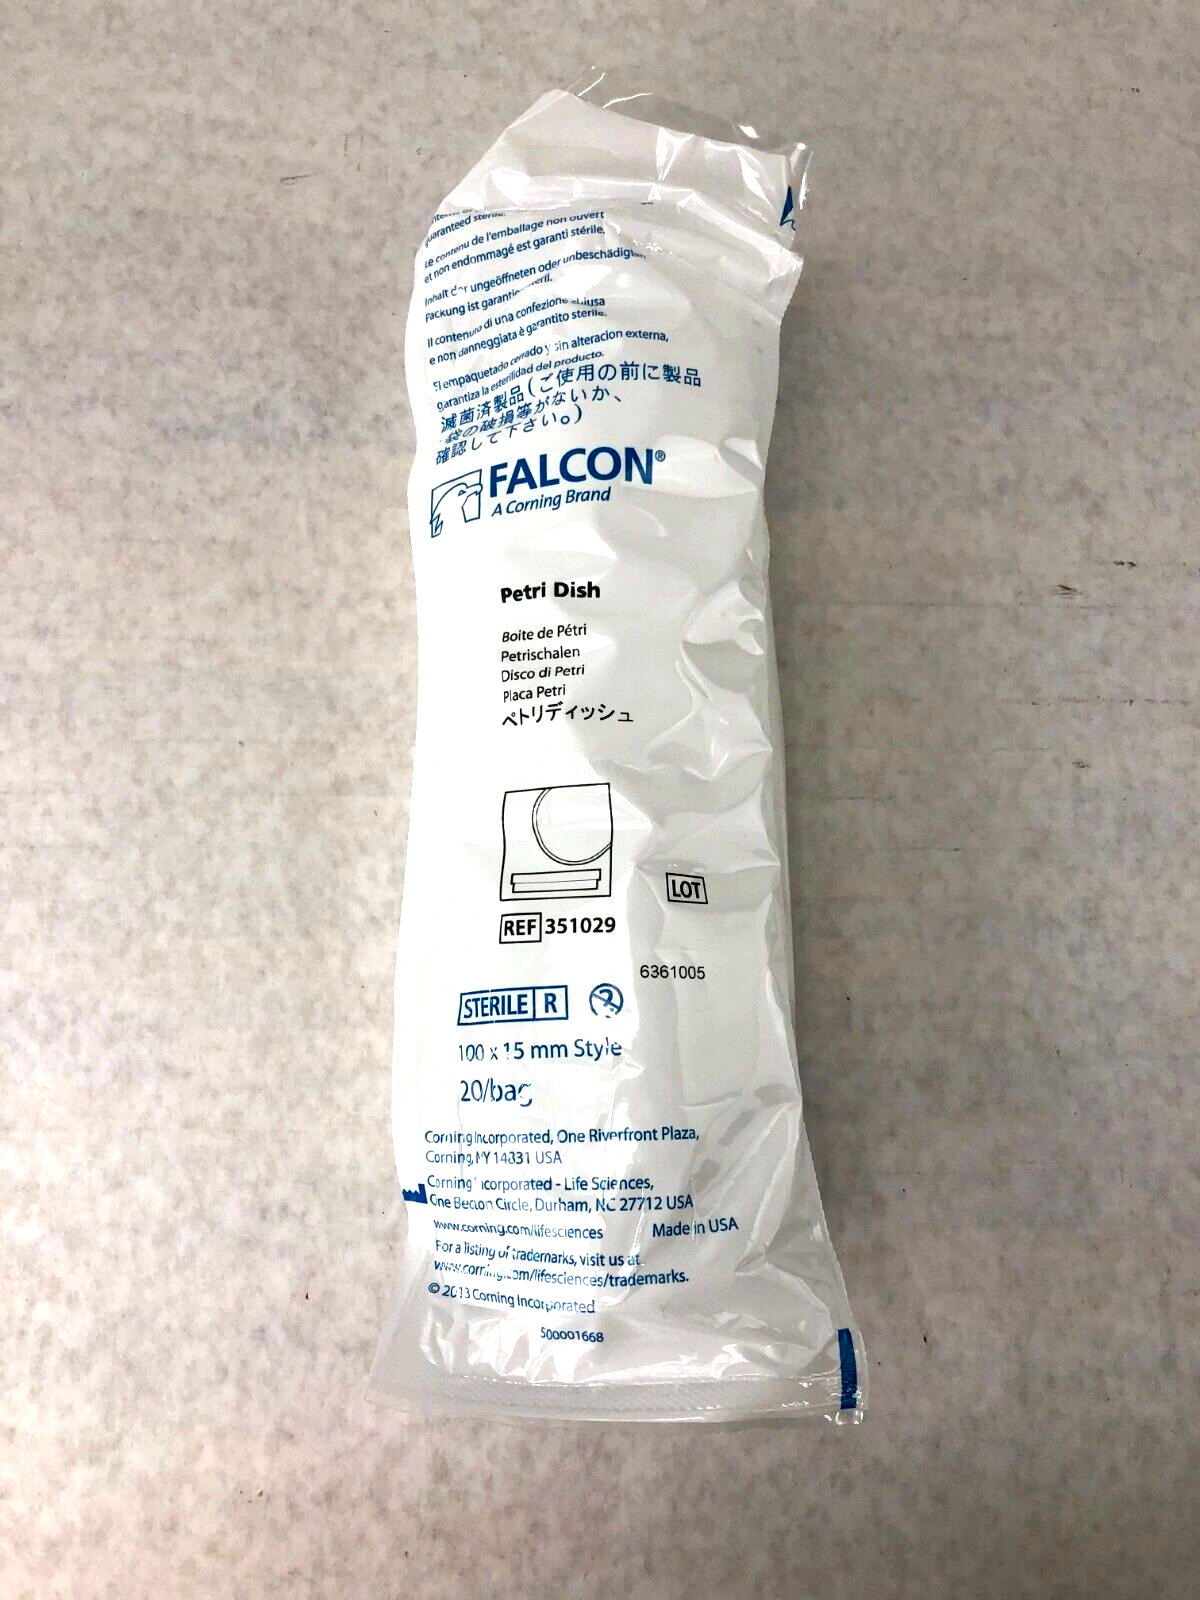 guaranteed sterile.
Le contenu de l'emballage non ouvert
et non endommagé est garanti stérile.
Inhalt der ungeöffneten oder unbeschädigten
Packung ist garantiert steril.
Il contenuto di una confezione chiusa
e non danneggiata è garantito sterile.
El empaquetado cerrado y sin alteracion externa,
garantiza la esterilidad del producto.
滅菌済製品(ご使用の前に製品
袋の破損等がないか、
確認して下さい。)
FALCON®
A Corning Brand
Petri Dish
Boite de Pétri
Petrischalen
Disco di Petri
Placa Petri
ペトリディッシュ
LOT
REF 351029
6361005
STERILE R 2
100 x 15 mm Style
20/bag
Corning Incorporated, One Riverfront Plaza,
Corning, NY 14831 USA
Corning Incorporated - Life Sciences,
One Becton Circle, Durham, NC 27712 USA
www.corning.com/lifesciences Made in USA
For a listing of trademarks, visit us at
www.corning.com/lifesciences/trademarks.
© 2013 Corning Incorporated
500001668